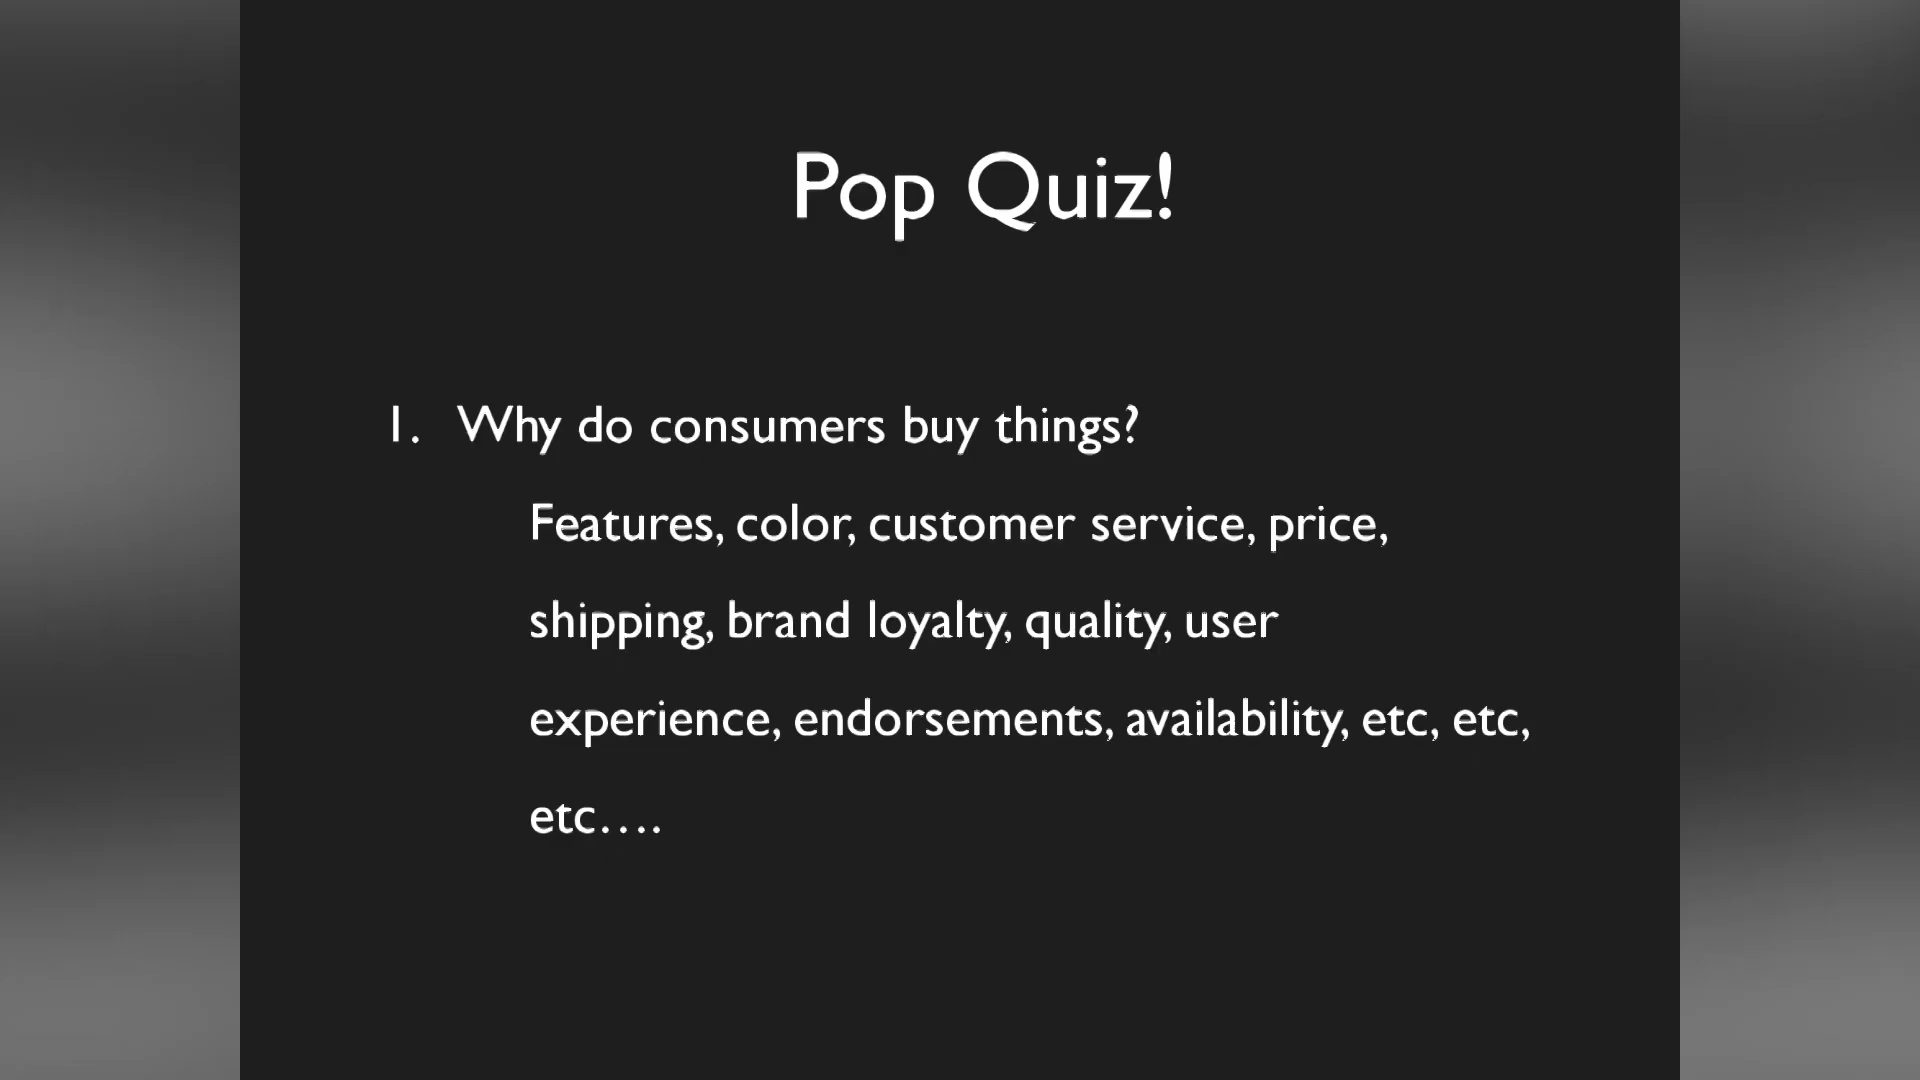 Pop Quiz!
1. Why do consumers buy things?
Features, color, customer service, price,
shipping, brand loyalty, quality, user
experience, endorsements, availability, etc, etc,
etc….